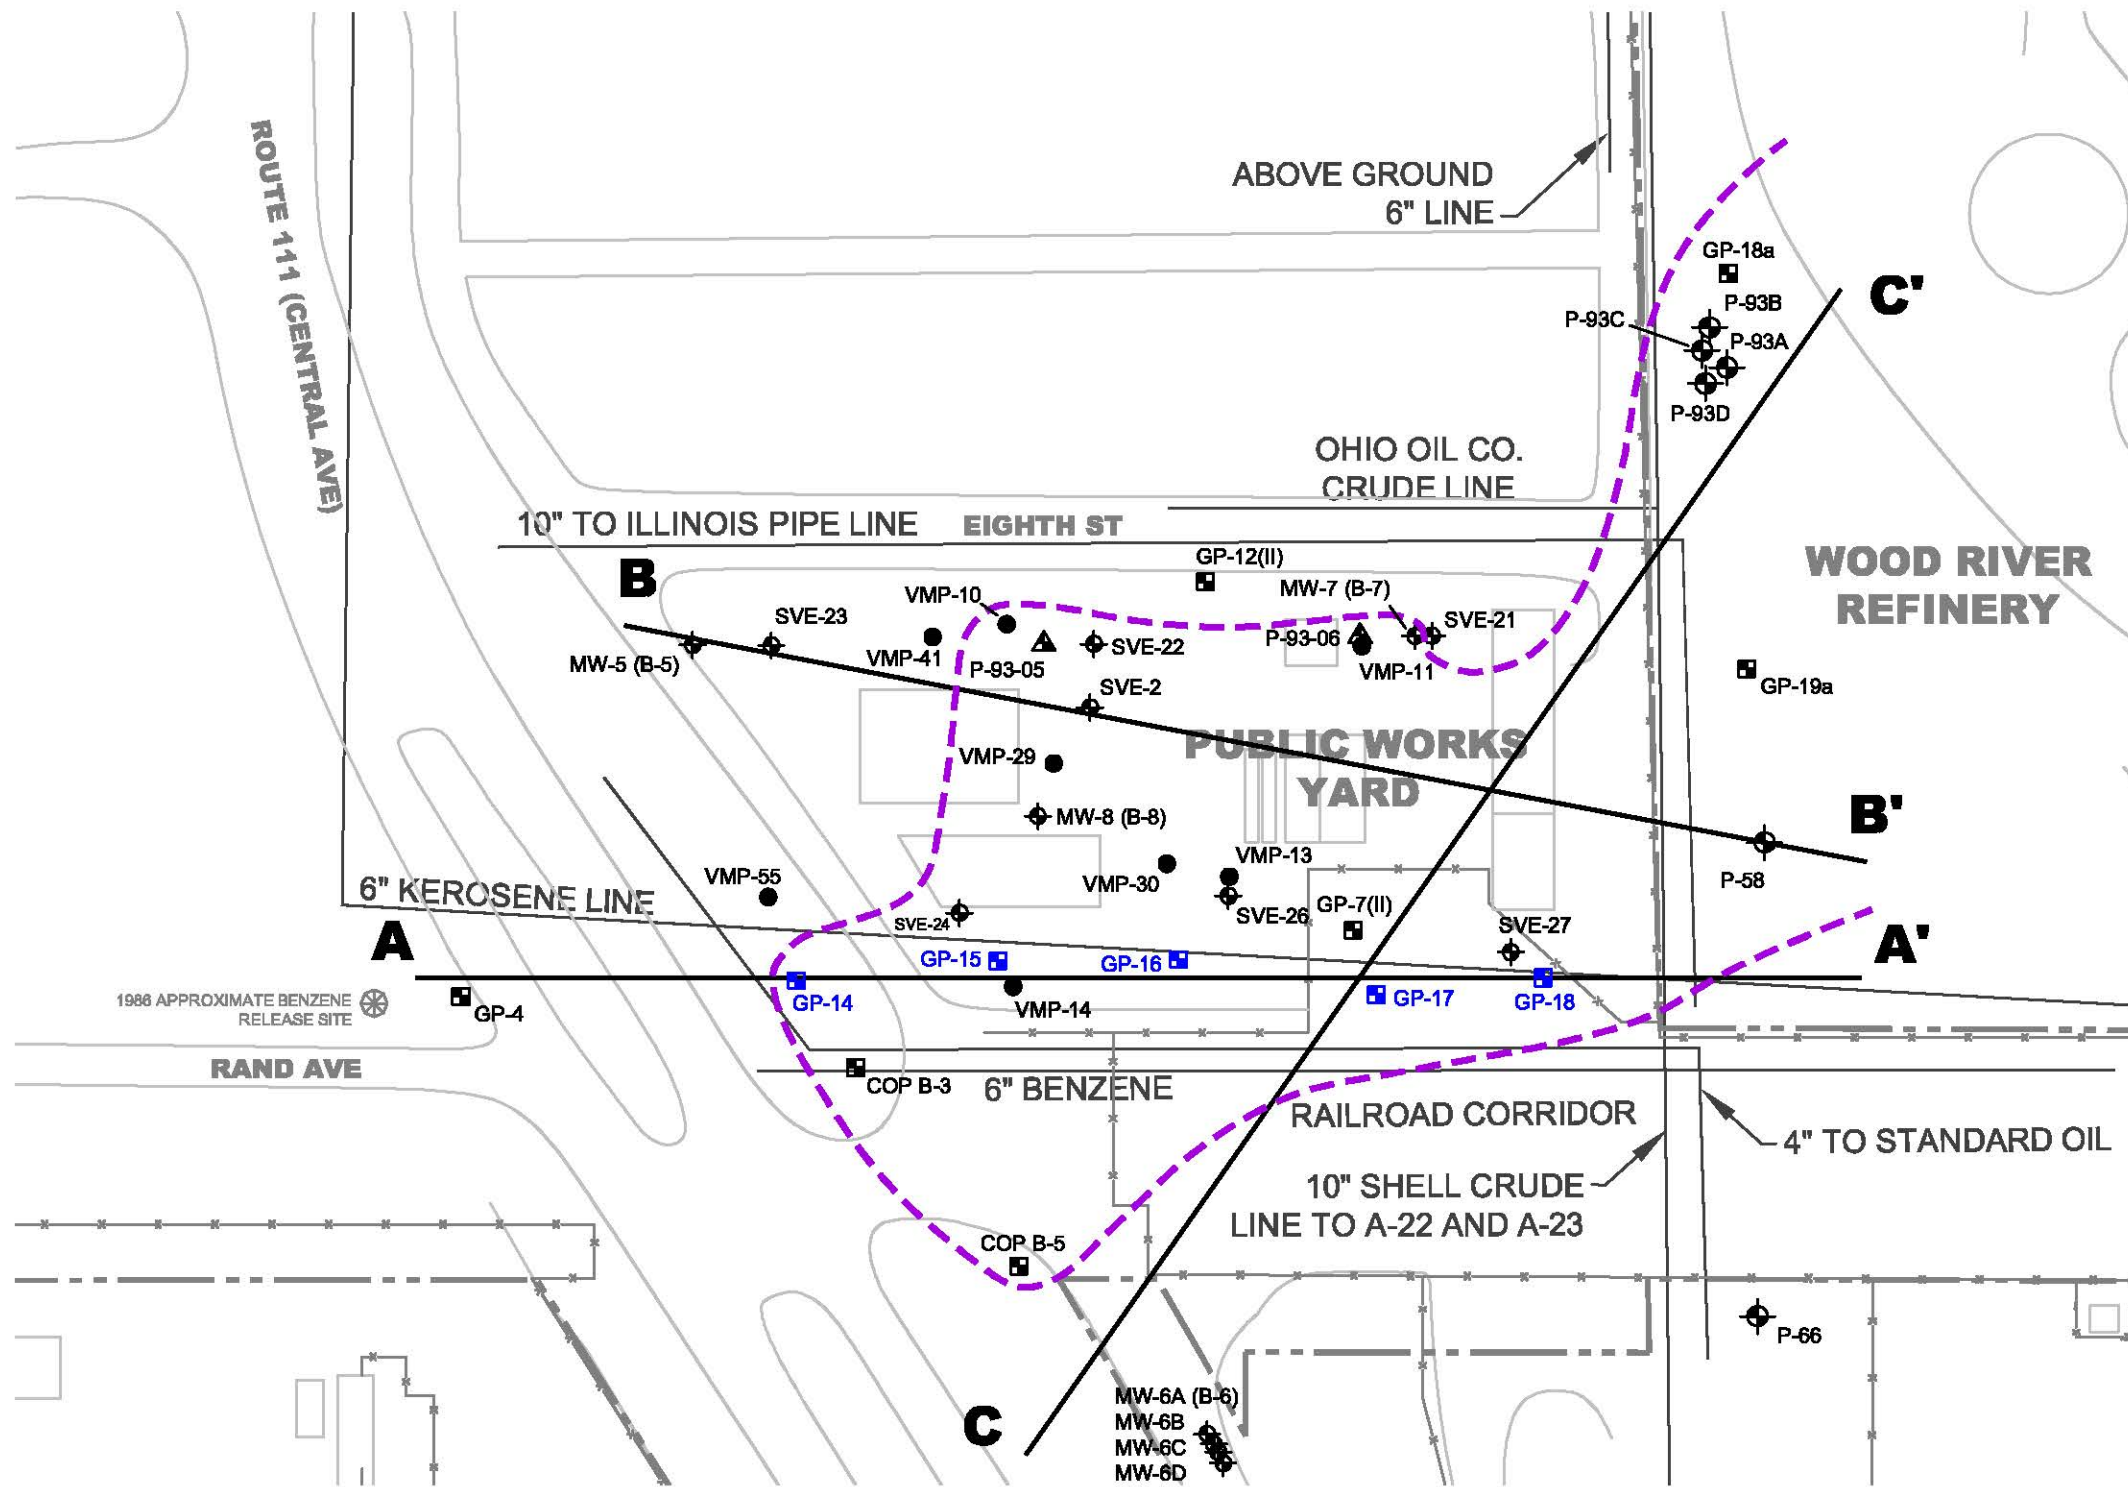 ROUTE 111 (CENTRAL AVE)
ABOVE GROUND
6" LINE
GP-18a
P-93B
C'
P-93C
P-93A
P-93D
OHIO OIL CO.
CRUDE LINE
10" TO ILLINOIS PIPE LINE
EIGHTH ST
WOOD RIVER
REFINERY
GP-12(II)
B
VMP-10
MW-7 (B-7)
SVE-23
SVE-21
P-93-06
SVE-22
MW-5 (B-5)
VMP-41
P-93-05
VMP-11
SVE-2
GP-19a
PUBLIC WORKS
YARD
VMP-29
MW-8 (B-8)
B'
VMP-13
VMP-55
VMP-30
P-58
6" KEROSENE LINE
GP-7(II)
SVE-26
SVE-24
SVE-27
A
A'
GP-15
GP-16
1986 APPROXIMATE BENZENE
RELEASE SITE
GP-4
GP-14
VMP-14
GP-17
GP-18
RAND AVE
COP B-3
6" BENZENE
RAILROAD CORRIDOR
4" TO STANDARD OIL
10" SHELL CRUDE
LINE TO A-22 AND A-23
COP B-5
P-66
MW-6A (B-6)
MW-6B
C
MW-6C
MW-6D